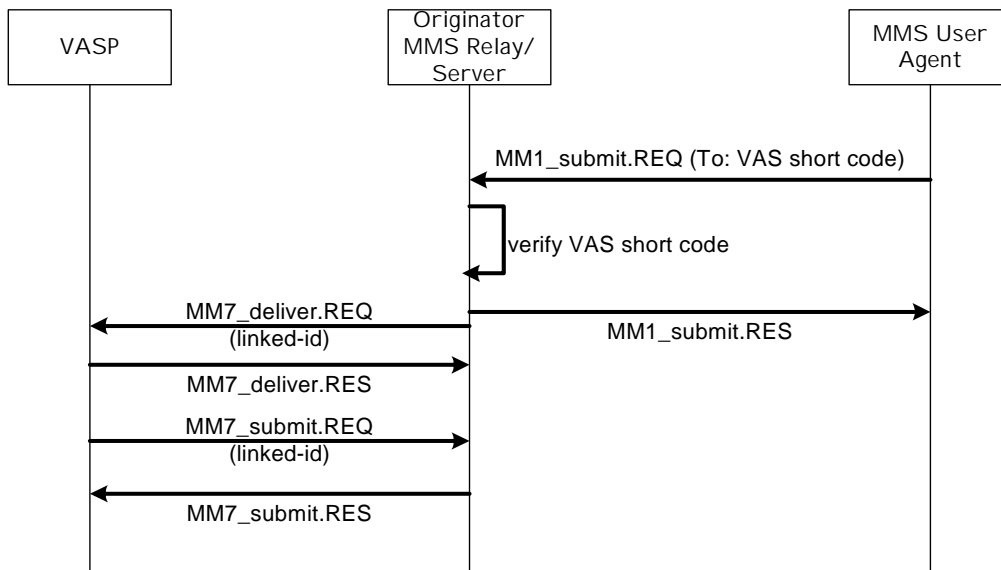 VASP
Originator
MMS Relay/
Server
MMS User
Agent
MM1_submit.REQ (To: VAS short code)
verify VAS short code
MM7_deliver.REQ
(linked-id)
MM1_submit.RES
MM7_deliver.RES
MM7_submit.REQ
(linked-id)
MM7_submit.RES